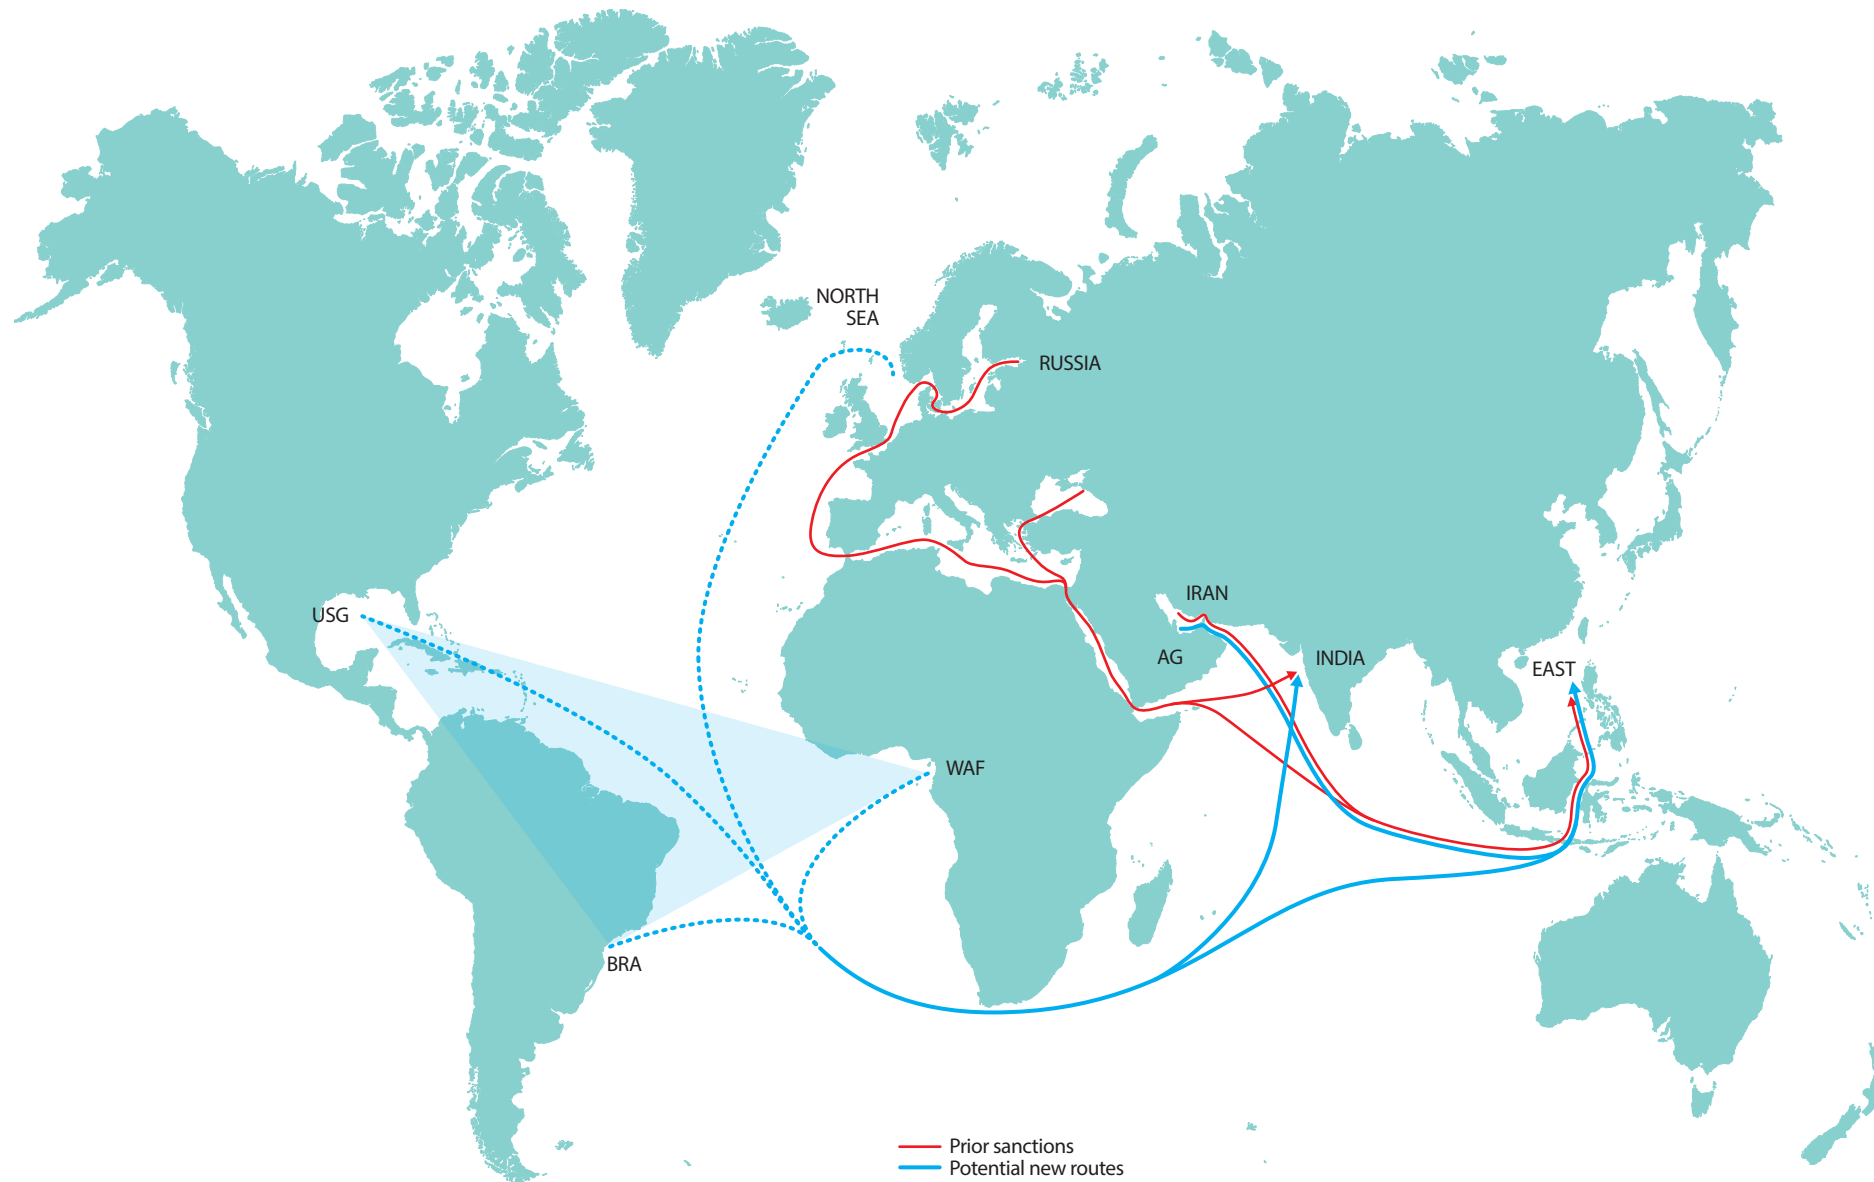 NORTH
SEA
RUSSIA
IRAN
USG
AG
INDIA
EAST
WAF
BRA
Prior sanctions
Potential new routes